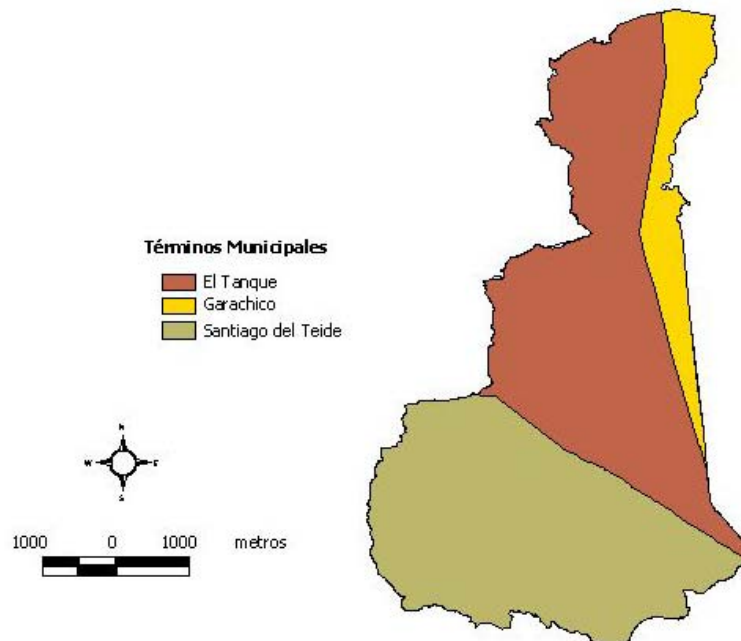 Términos Municipales
El Tanque
Garachico
Santiago del Teide
N
W E
S
1000 0 1000 metros